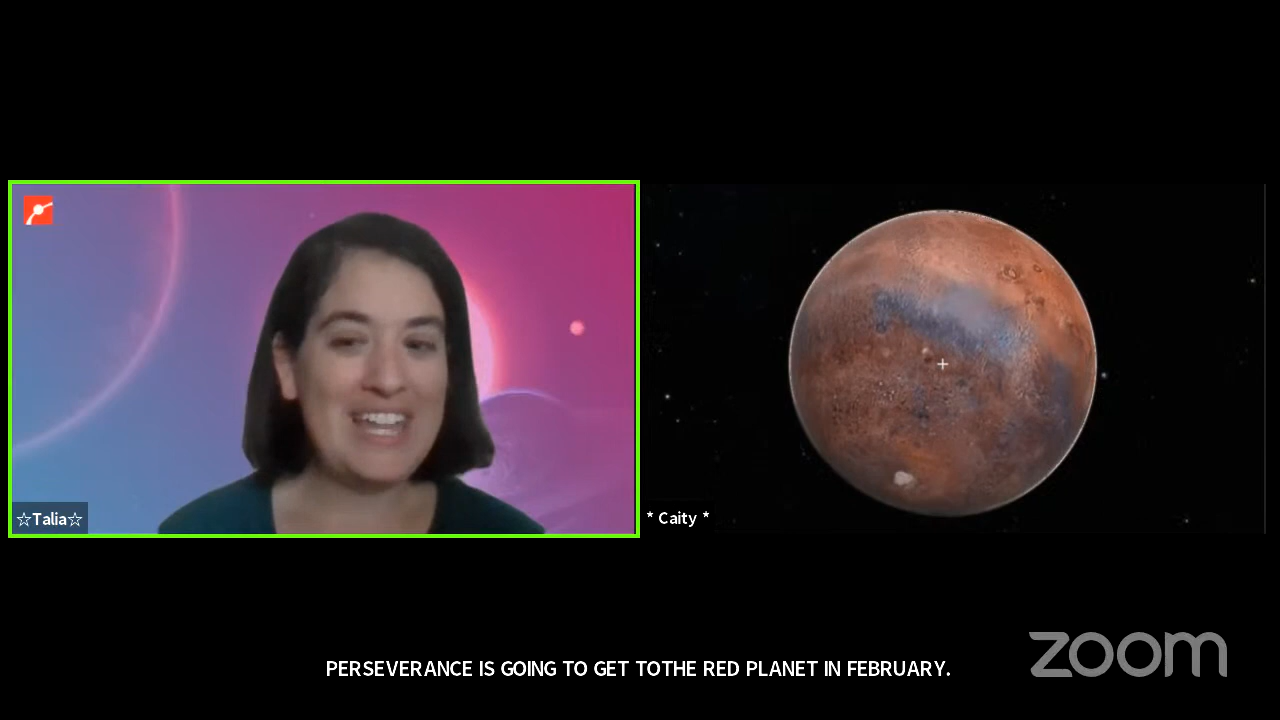 ☆Talia☆
* Caity *
PERSEVERANCE IS GOING TO GET TOTHE RED PLANET IN FEBRUARY.
zoom